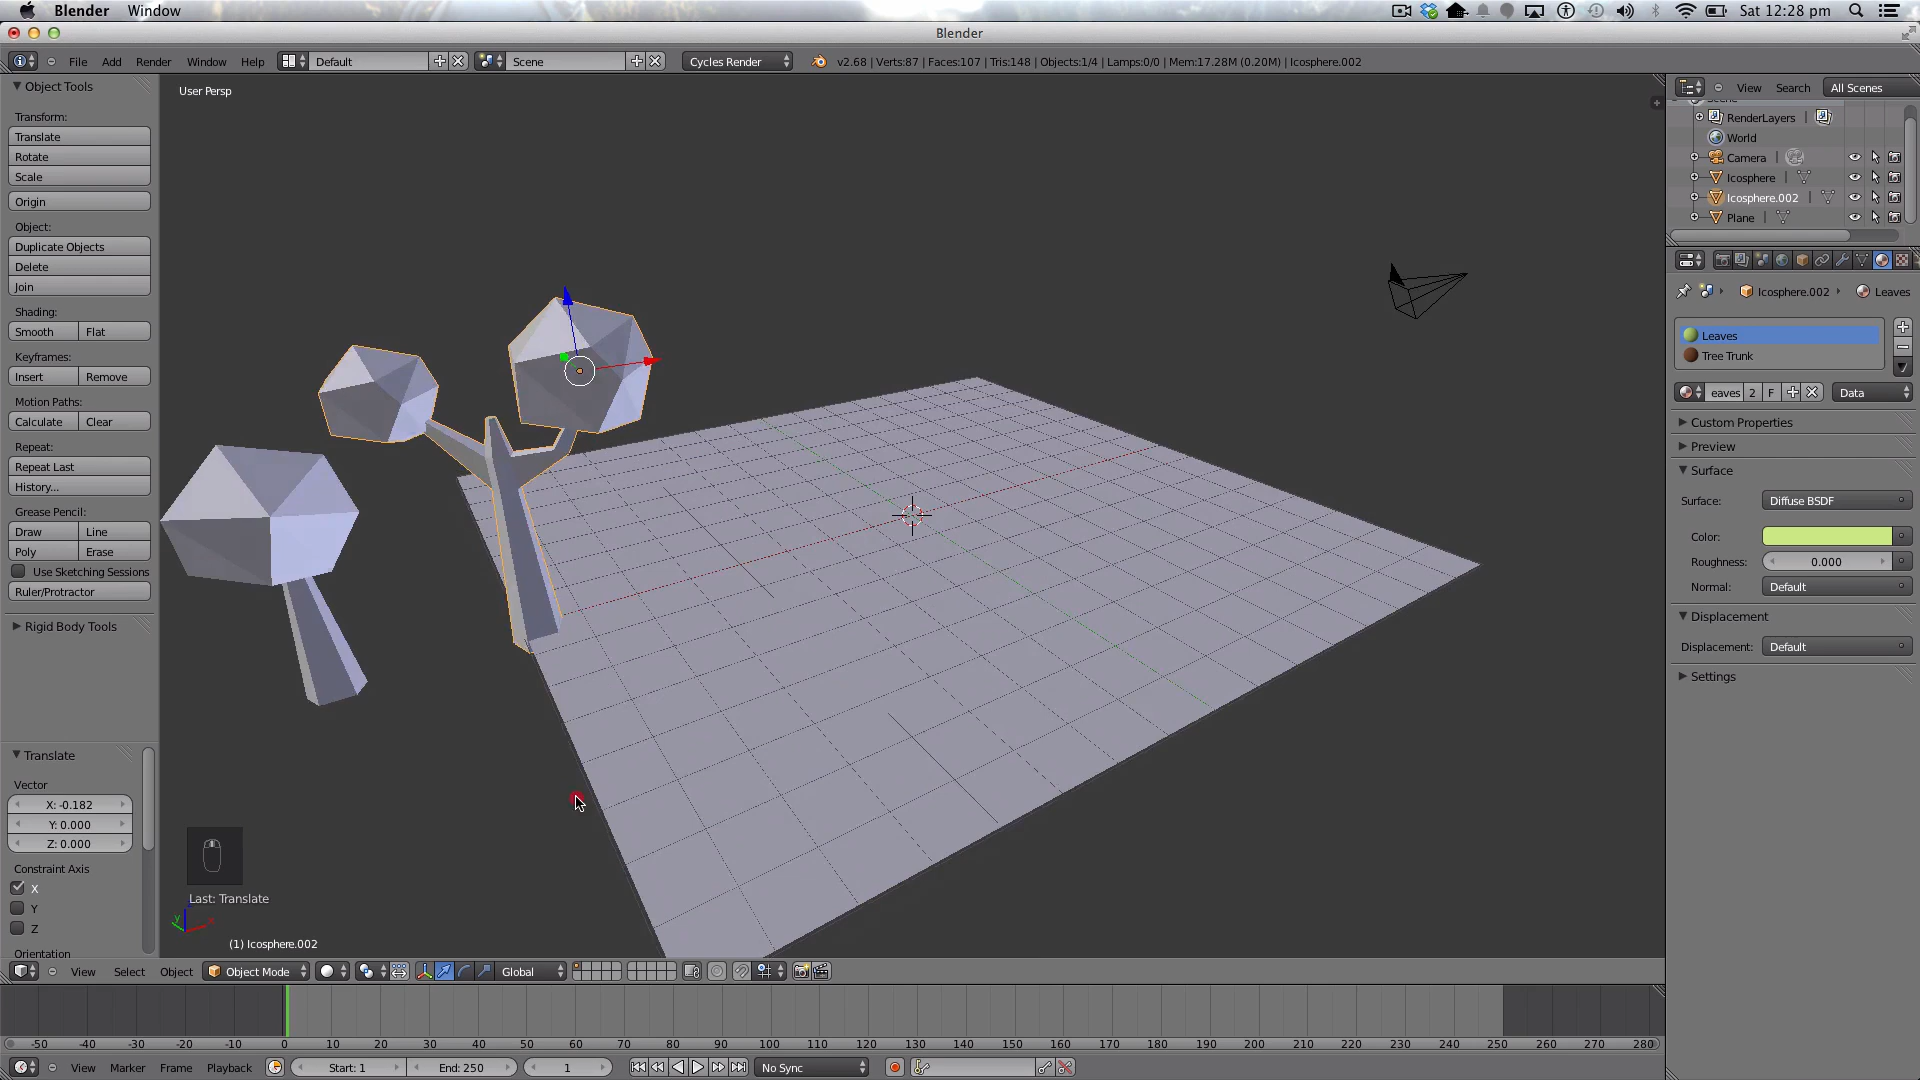 Blender Window Sat 12:28 pm
Blender
File Add Render Window Help Default Scene Cycles Render v2.68 | Verts:87 | Faces:107 | Tris:148 | Objects:1/4 | Lamps:0/0 | Mem:17.28M (0.20M) | Icosphere.002
Object Tools
Transform:
Translate
Rotate
Scale
Origin
Object:
Duplicate Objects
Delete
Join
Shading:
Smooth Flat
Keyframes:
Insert Remove
Motion Paths:
Calculate Clear
Repeat:
Repeat Last
History...
Grease Pencil:
Draw Line
Poly Erase
Use Sketching Sessions
Ruler/Protractor
Rigid Body Tools
Translate
Vector
X: -0.182
Y: 0.000
Z: 0.000
Constraint Axis
X
Y
Z
Orientation
User Persp
Last: Translate
y x
(1) Icosphere.002
View Select Object Object Mode Global
-50 -40 -30 -20 -10 0 10 20 30 40 50 60 70 80 90 100 110 120 130 140 150 160 170 180 190 200 210 220 230 240 250 260 270 280
View Marker Frame Playback Start: 1 End: 250 1 No Sync
View Search All Scenes
RenderLayers |
World
Camera |
Icosphere |
Icosphere.002 |
Plane |
Icosphere.002 Leaves
Leaves
Tree Trunk
eaves 2 F Data
Custom Properties
Preview
Surface
Surface: Diffuse BSDF
Color:
Roughness: 0.000
Normal: Default
Displacement
Displacement: Default
Settings